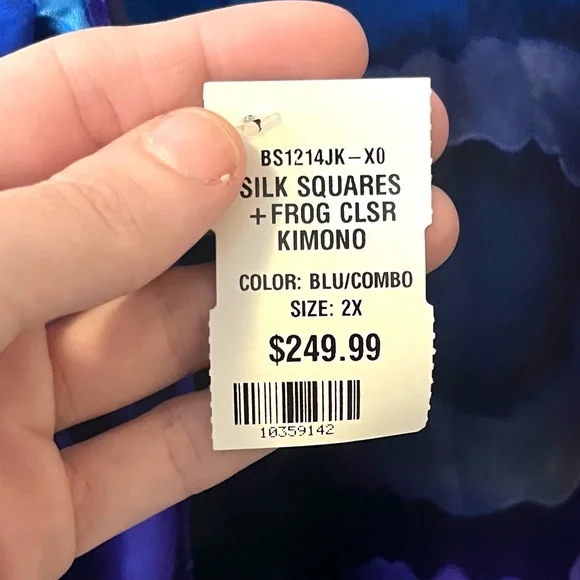 BS1214JK-X0
SILK SQUARES
+FROG CLSR
KIMONO
COLOR: BLU/COMBO
SIZE: 2X
$249.99
10359142